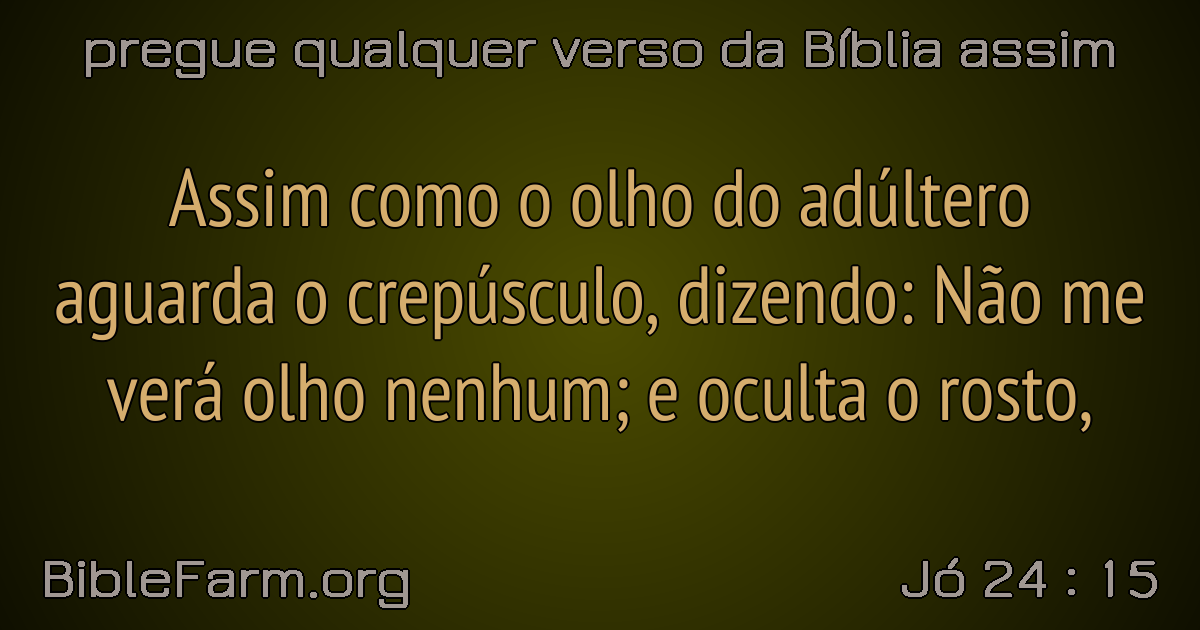 pregue qualquer verso da Bíblia assim
Assim como o olho do adúltero
aguarda o crepúsculo, dizendo: Não me
verá olho nenhum; e oculta o rosto,
BibleFarm.org
Jó 24 : 15